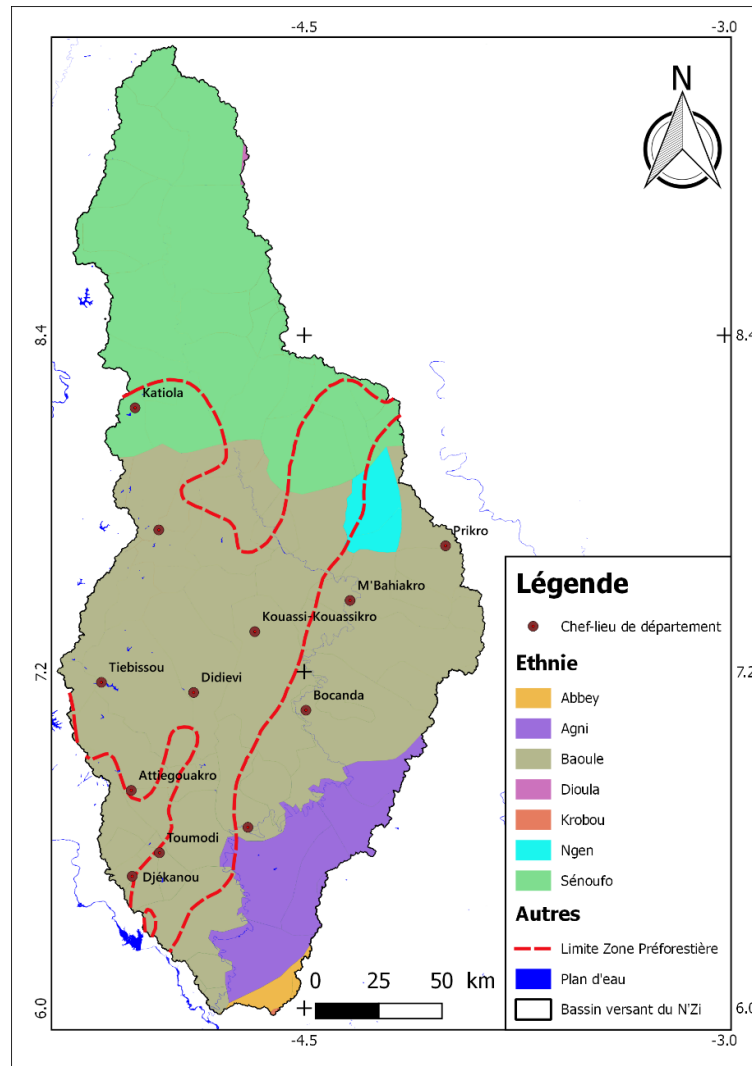 -4.5
-3.0
N
8.4
8.4
Katiola
Prikro
M'Bahiakro
Kouassi-Kouassikro
Tiebissou
Didievi
7.2
7.2
Bocanda
Attiegouakro
Toumodi
Djékanou
Légende
Chef-lieu de département
Ethnie
Abbey
Agni
Baoule
Dioula
Krobou
Ngen
Sénoufo
Autres
Limite Zone Préforestière
Plan d'eau
Bassin versant du N'Zi
0 25 50 km
6.0
6.0
-4.5
-3.0